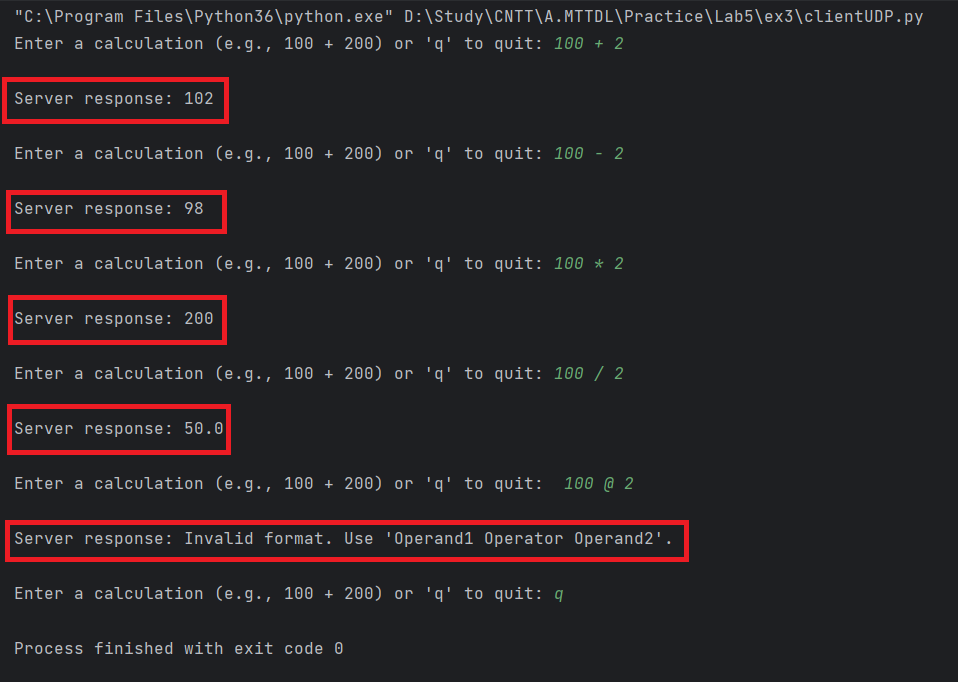 "C:\Program Files\Python36\python.exe" D:\Study\CNTT\A.MTTDL\Practice\Lab5\ex3\clientUDP.py
Enter a calculation (e.g., 100 + 200) or 'q' to quit: 100 + 2
Server response: 102
Enter a calculation (e.g., 100 + 200) or 'q' to quit: 100 - 2
Server response: 98
Enter a calculation (e.g., 100 + 200) or 'q' to quit: 100 * 2
Server response: 200
Enter a calculation (e.g., 100 + 200) or 'q' to quit: 100 / 2
Server response: 50.0
Enter a calculation (e.g., 100 + 200) or 'q' to quit:  100 @ 2
Server response: Invalid format. Use 'Operand1 Operator Operand2'.
Enter a calculation (e.g., 100 + 200) or 'q' to quit: q
Process finished with exit code 0